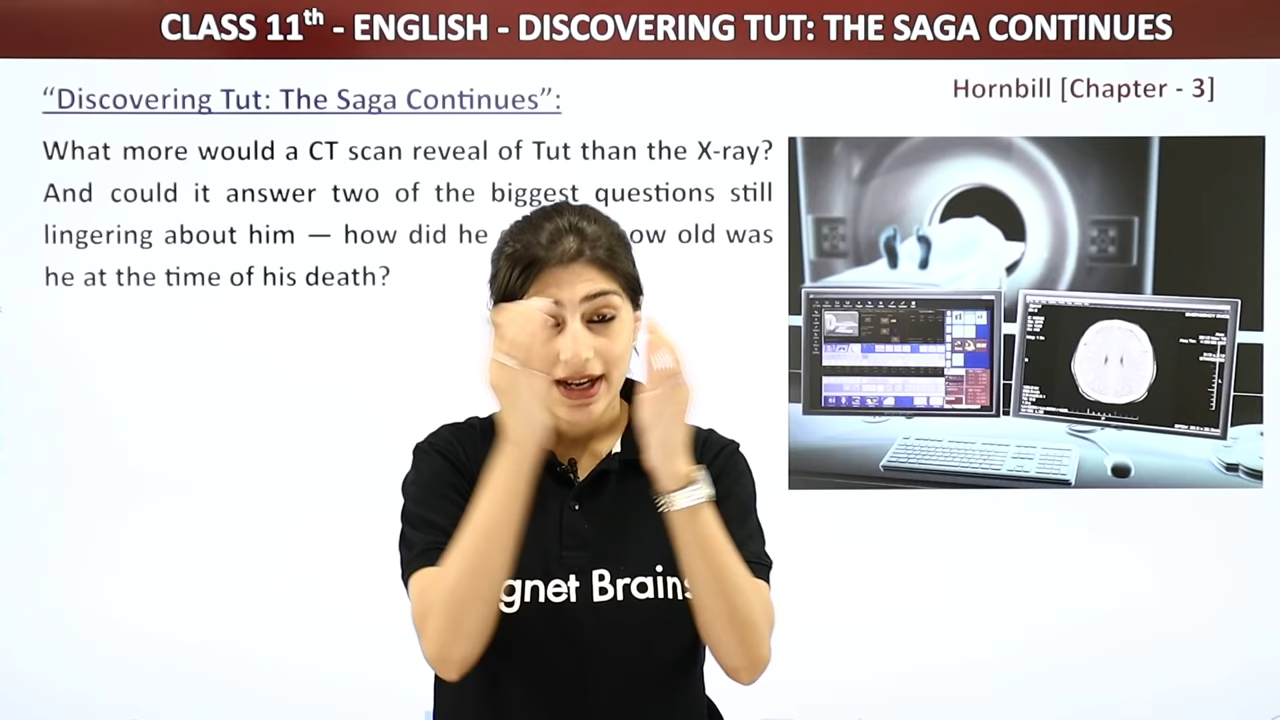 CLASS 11th - ENGLISH - DISCOVERING TUT: THE SAGA CONTINUES
"Discovering Tut: The Saga Continues":
Hornbill [Chapter - 3]
What more would a CT scan reveal of Tut than the X-ray?
And could it answer two of the biggest questions still
lingering about him — how did he ow old was
he at the time of his death?
gnet Brains